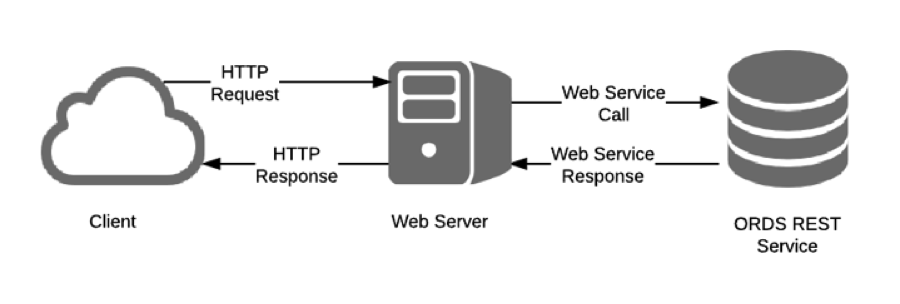 HTTP
Request
Web Service
Call
HTTP
Response
Web Service
Response
Client
Web Server
ORDS REST
Service